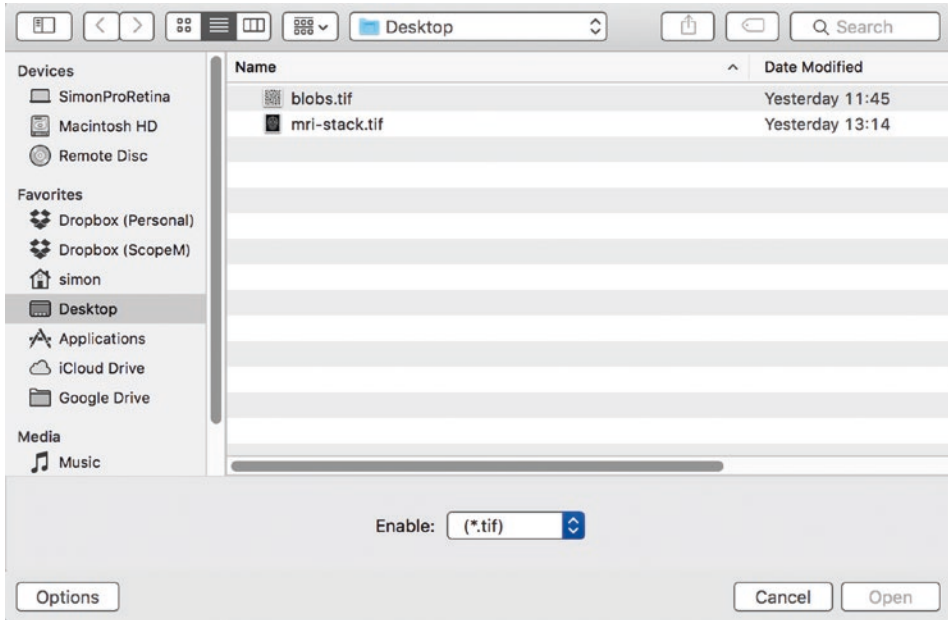 Desktop
Search
Devices
SimonProRetina
Macintosh HD
Remote Disc
Favorites
Dropbox (Personal)
Dropbox (ScopeM)
simon
Desktop
Applications
iCloud Drive
Google Drive
Media
Music
Name Date Modified
blobs.tif Yesterday 11:45
mri-stack.tif Yesterday 13:14
Enable: (*.tif)
Options Cancel Open